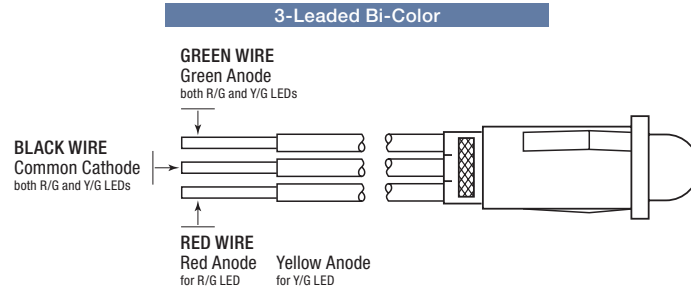 3-Leaded Bi-Color
GREEN WIRE
Green Anode
both R/G and Y/G LEDs
BLACK WIRE
Common Cathode
both R/G and Y/G LEDs
RED WIRE
Red Anode
for R/G LED
Yellow Anode
for Y/G LED